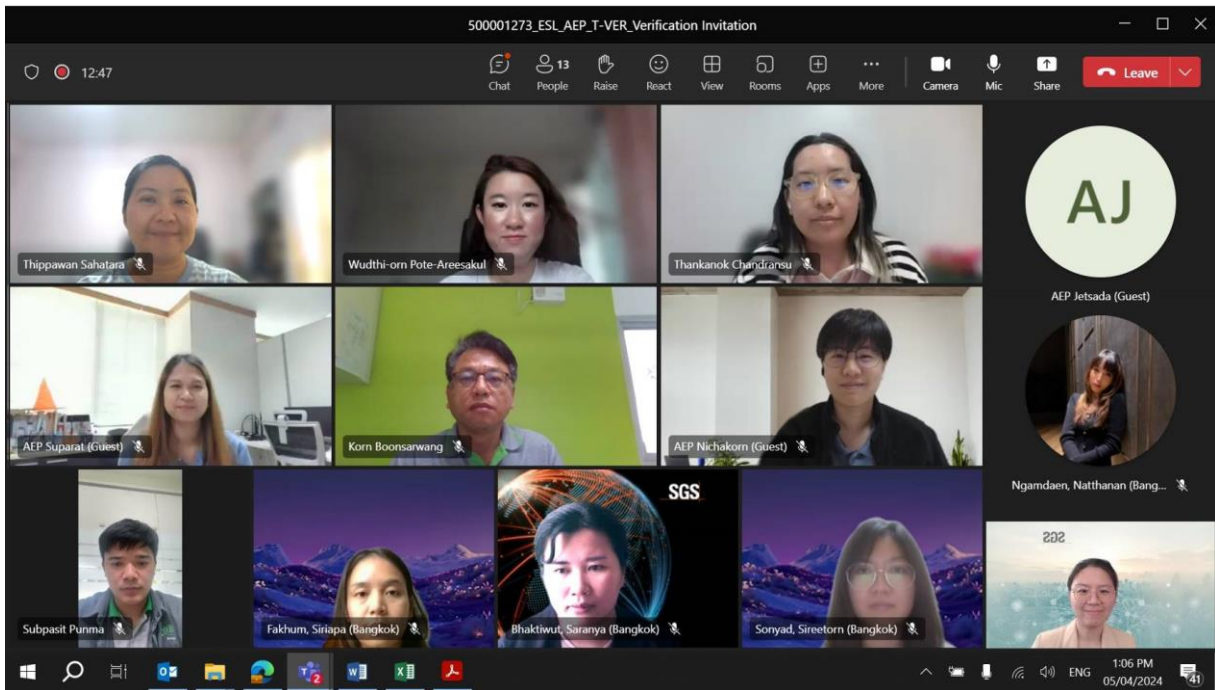 500001273_ESL_AEP_T-VER_Verification Invitation
12:47
Chat
13
People
Raise
React
View
Rooms
Apps
More
Camera
Mic
Share
Leave
Thippawan Sahatara
Wudthi-orn Pote-Areesakul
Thankanok Chandransu
AJ
AEP Jetsada (Guest)
AEP Suparat (Guest)
Korn Boonsarwang
AEP Nichakorn (Guest)
Ngamdaen, Natthanan (Bang...
SGS
SGS
Subpasit Punma
Fakhum, Siriapa (Bangkok)
Bhaktiwut, Saranya (Bangkok)
Sonyad, Sireetorn (Bangkok)
2
ENG
1:06 PM
05/04/2024
41